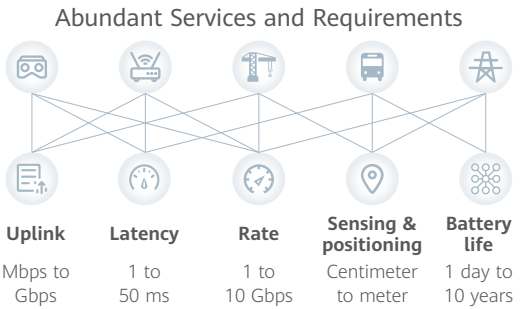 Abundant Services and Requirements
Uplink
Latency
Rate
Sensing &
positioning
Battery
life
Mbps to
Gbps
1 to
50 ms
1 to
10 Gbps
Centimeter
to meter
1 day to
10 years